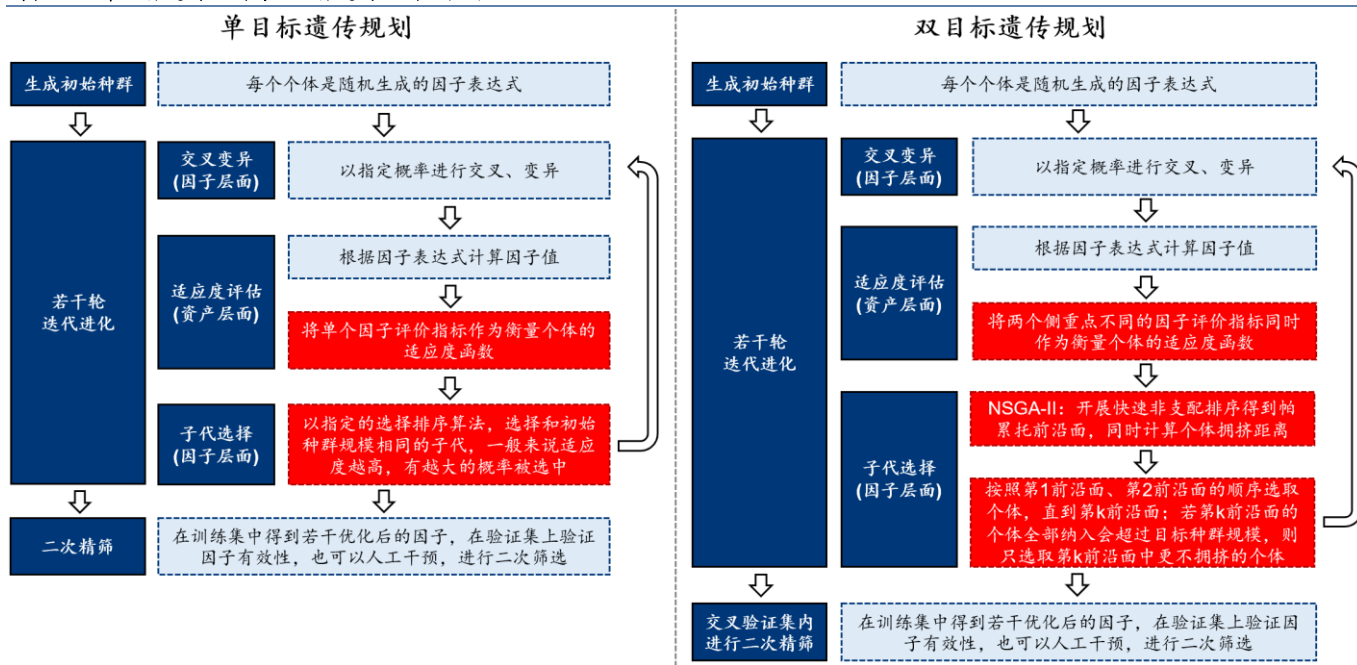 单目标遗传规划
生成初始种群
每个个体是随机生成的因子表达式
若干轮
迭代进化
交叉变异
(因子层面)
以指定概率进行交叉、变异
适应度评估
(资产层面)
根据因子表达式计算因子值
将单个因子评价指标作为衡量个体的
适应度函数
子代选择
(因子层面)
以指定的选择排序算法，选择和初始
种群规模相同的子代，一般来说适应
度越高，有越大的概率被选中
二次精筛
在训练集中得到若干优化后的因子，在验证集上验证
因子有效性，也可以人工干预，进行二次筛选
双目标遗传规划
生成初始种群
每个个体是随机生成的因子表达式
若干轮
迭代进化
交叉变异
(因子层面)
以指定概率进行交叉、变异
适应度评估
(资产层面)
根据因子表达式计算因子值
将两个侧重点不同的因子评价指标同时
作为衡量个体的适应度函数
子代选择
(因子层面)
NSGA-II：开展快速非支配排序得到帕
累托前沿面，同时计算个体拥挤距离
按照第1前沿面、第2前沿面的顺序选取
个体，直到第k前沿面；若第k前沿面的
个体全部纳入会超过目标种群规模，则
只选取第k前沿面中更不拥挤的个体
交叉验证集内
进行二次精筛
在训练集中得到若干优化后的因子，在验证集上验证因
子有效性，也可以人工干预，进行二次筛选